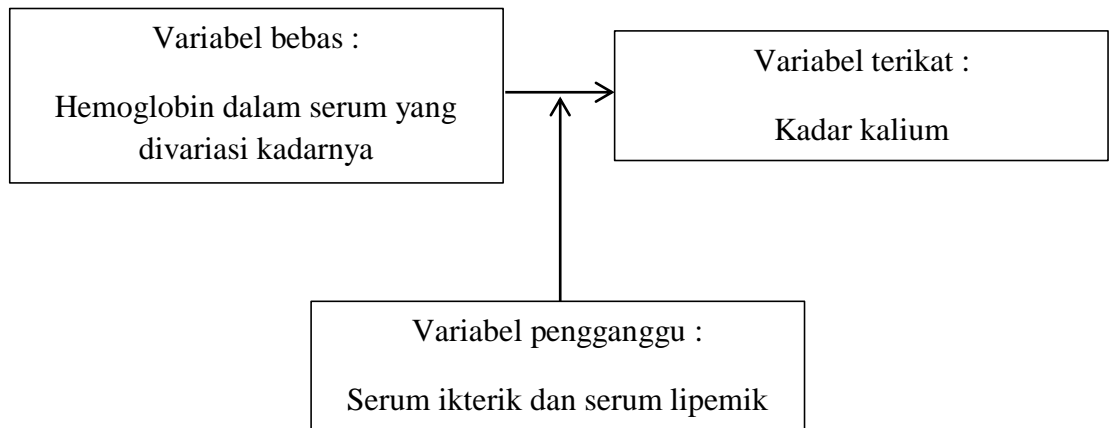 Variabel bebas :
Hemoglobin dalam serum yang
divariasi kadarnya
Variabel terikat :
Kadar kalium
Variabel pengganggu :
Serum ikterik dan serum lipemik